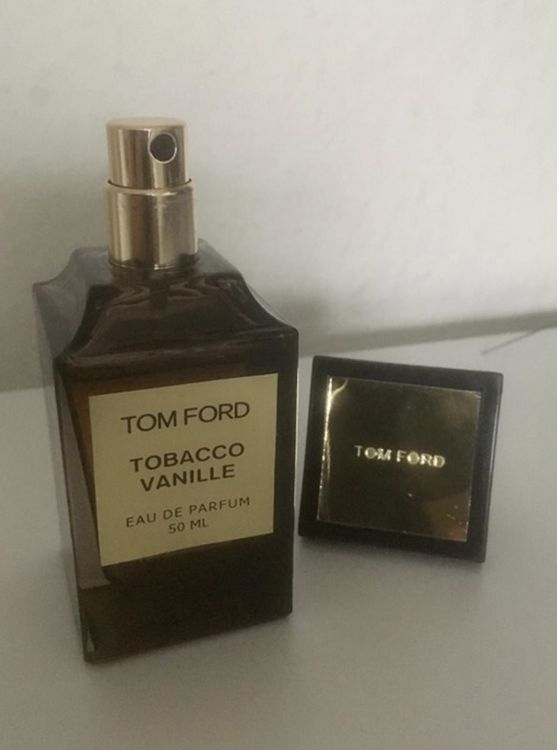 TOM FORD
TOBACCO
VANILLE
EAU DE PARFUM
50 ML
TOM FORD